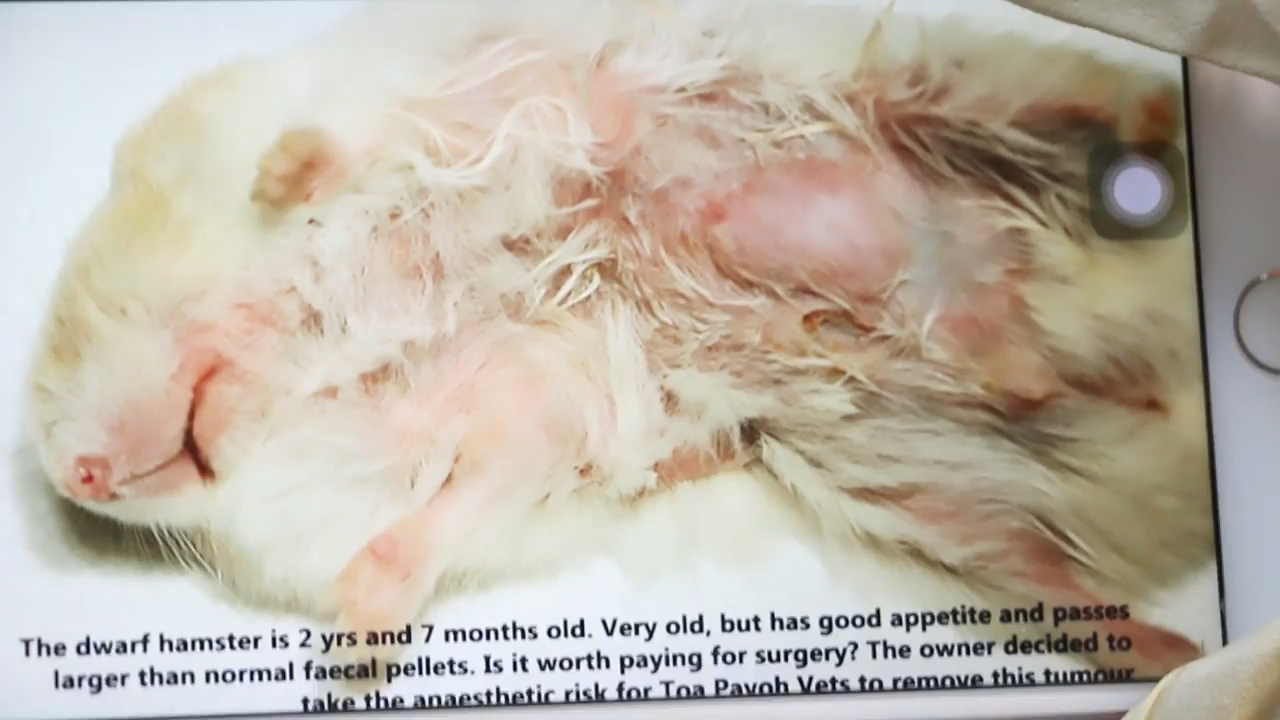 The dwarf hamster is 2 yrs and 7 months old. Very old, but has good appetite and passes
larger than normal faecal pellets. Is it worth paying for surgery? The owner decided to
take the anaesthetic risk for Toa Payoh Vets to remove this tumour